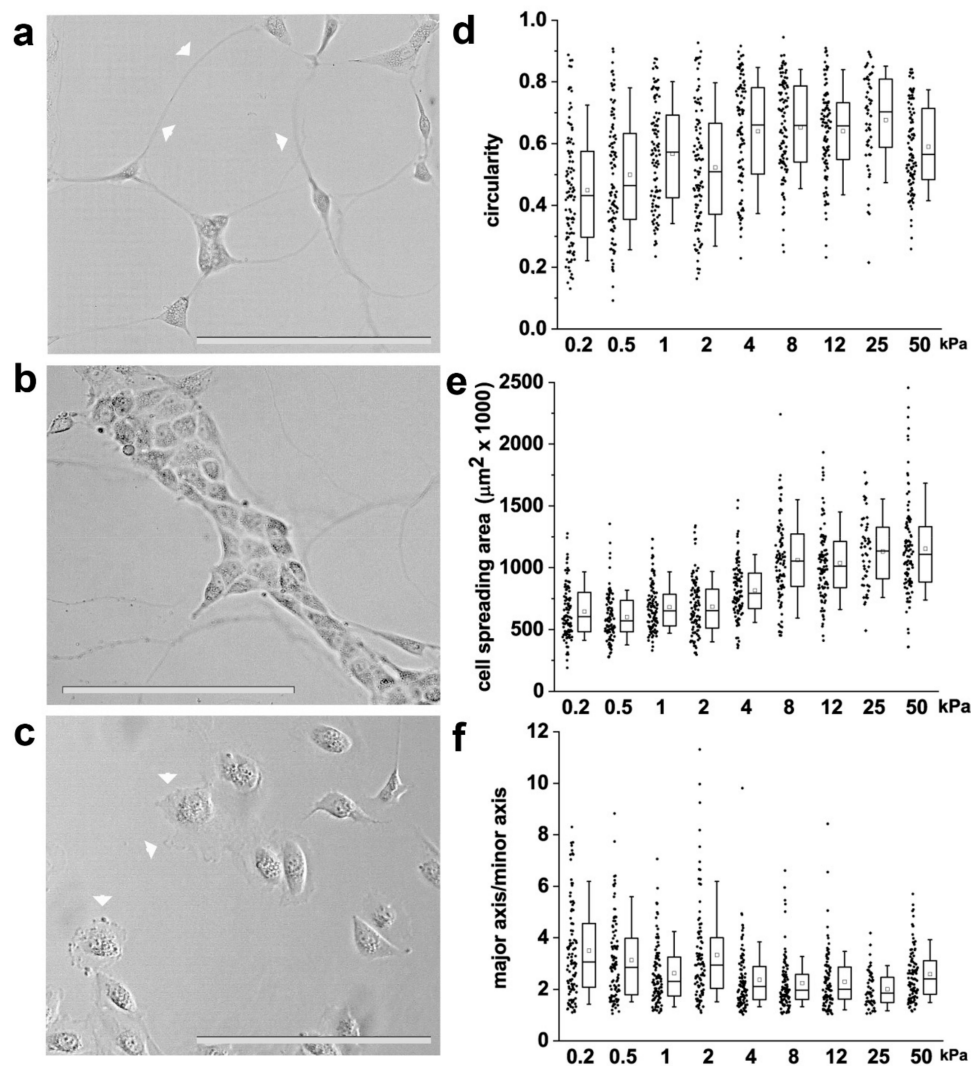 a
b
c
d
circularity
1.0
0.8
0.6
0.4
0.2
0.0
0.2 0.5 1 2 4 8 12 25 50 kPa
e
cell spreading area (μm² x 1000)
2500
2000
1500
1000
500
0
0.2 0.5 1 2 4 8 12 25 50 kPa
f
major axis/minor axis
12
10
8
6
4
2
0
0.2 0.5 1 2 4 8 12 25 50 kPa